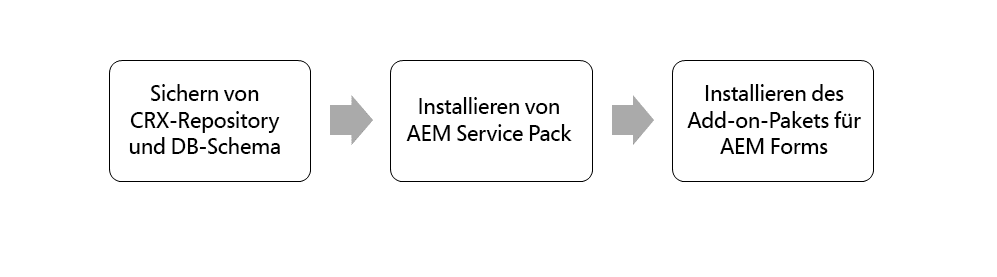 Sichern von
CRX-Repository
und DB-Schema
Installieren von
AEM Service Pack
Installieren des
Add-on-Pakets für
AEM Forms